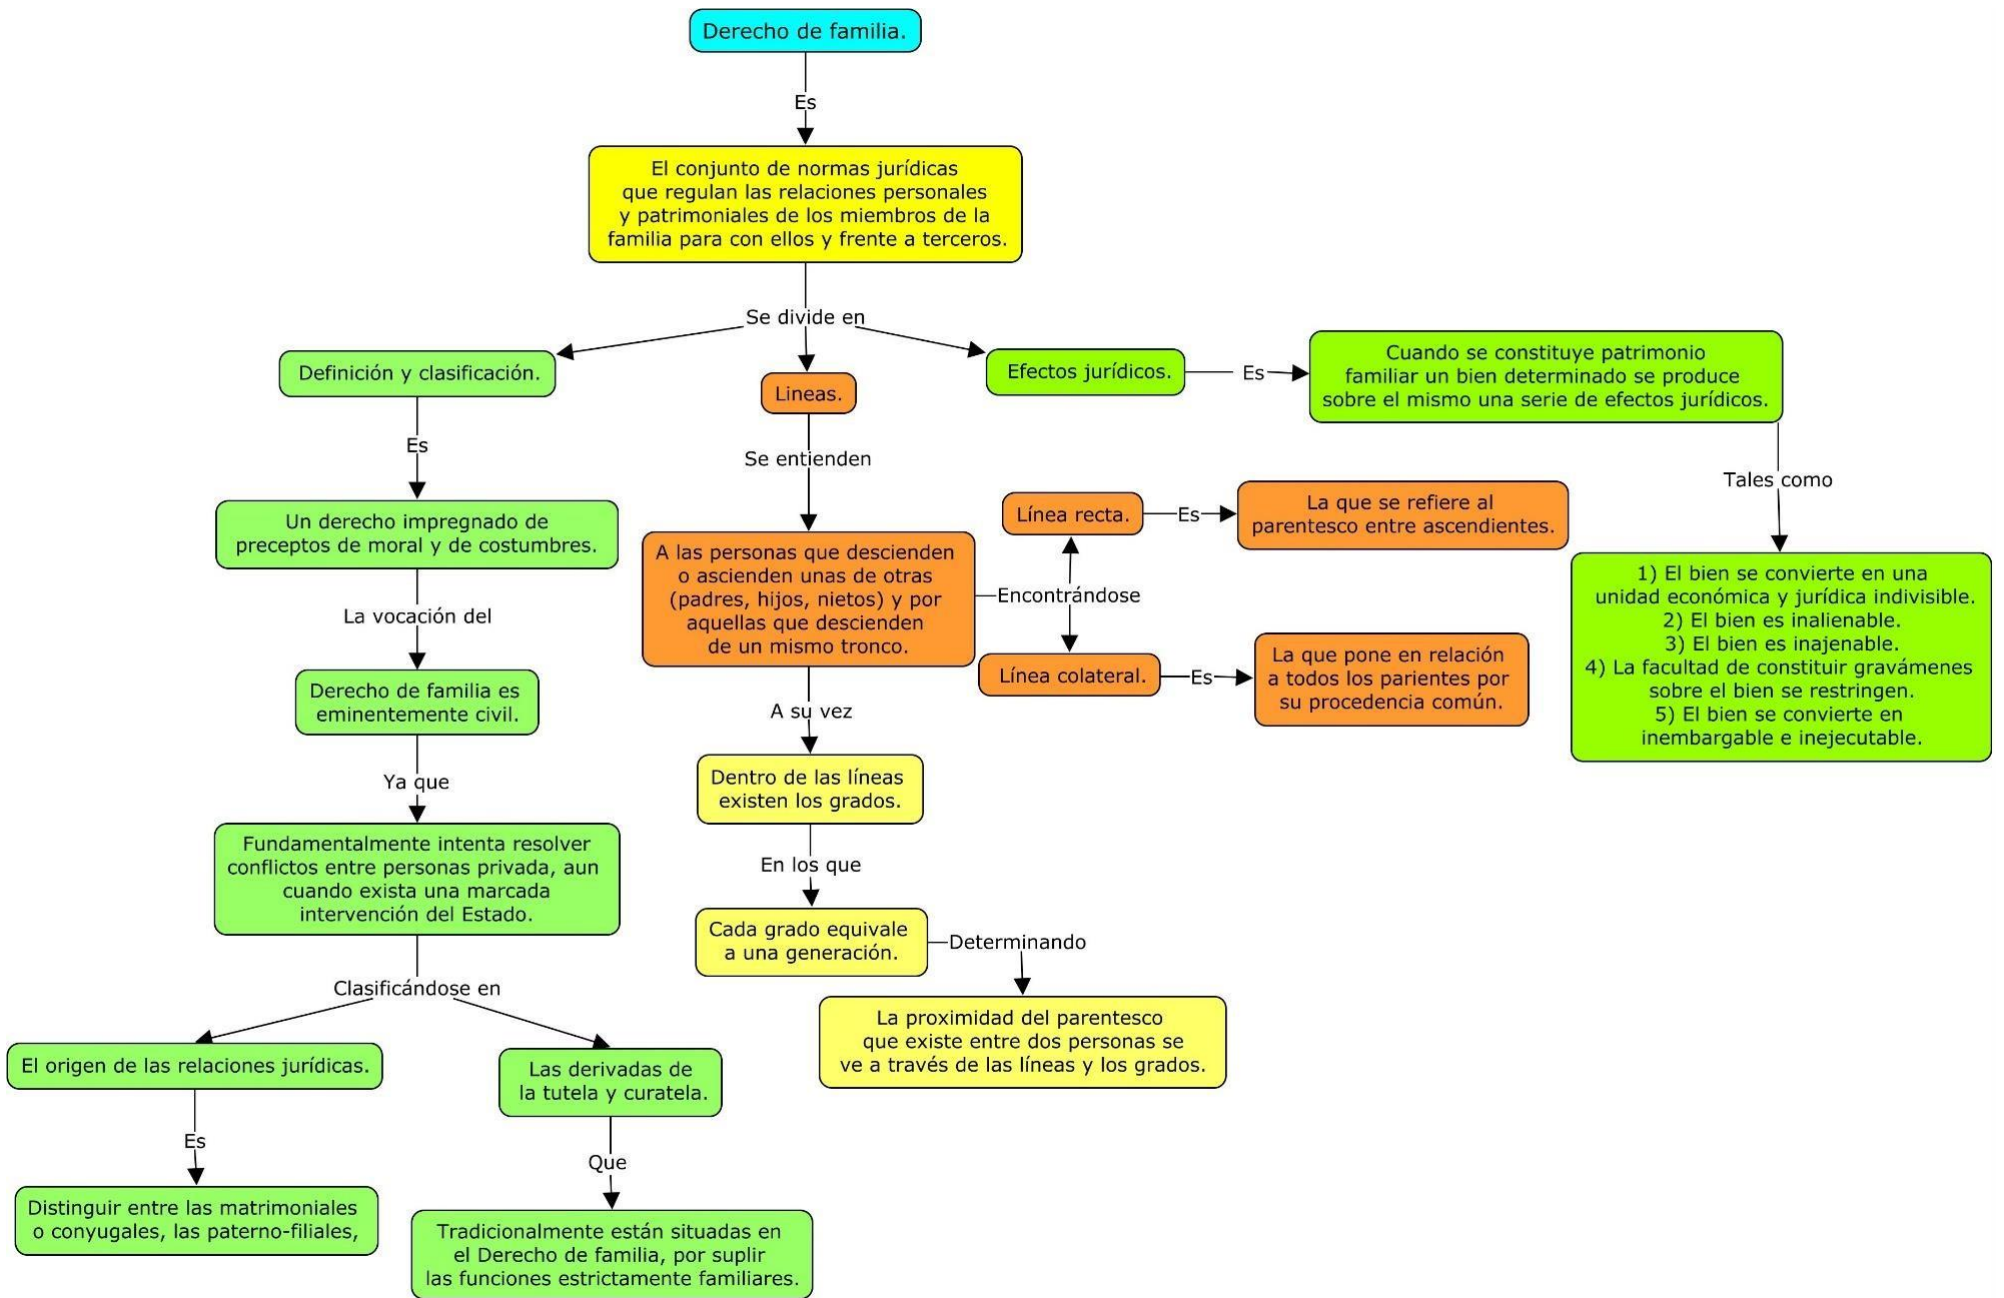 Derecho de familia.
Es
El conjunto de normas jurídicas
que regulan las relaciones personales
y patrimoniales de los miembros de la
familia para con ellos y frente a terceros.
Se divide en
Definición y clasificación.
Es
Un derecho impregnado de
preceptos de moral y de costumbres.
La vocación del
Derecho de familia es
eminentemente civil.
Ya que
Fundamentalmente intenta resolver
conflictos entre personas privada, aun
cuando exista una marcada
intervención del Estado.
Clasificándose en
El origen de las relaciones jurídicas.
Es
Distinguir entre las matrimoniales
o conyugales, las paterno-filiales,
Las derivadas de
la tutela y curatela.
Que
Tradicionalmente están situadas en
el Derecho de familia, por suplir
las funciones estrictamente familiares.
Lineas.
Se entienden
A las personas que descienden
o ascienden unas de otras
(padres, hijos, nietos) y por
aquellas que descienden
de un mismo tronco.
Encontrándose
Línea recta.
Es
La que se refiere al
parentesco entre ascendientes.
Línea colateral.
Es
La que pone en relación
a todos los parientes por
su procedencia común.
A su vez
Dentro de las líneas
existen los grados.
En los que
Cada grado equivale
a una generación.
Determinando
La proximidad del parentesco
que existe entre dos personas se
ve a través de las líneas y los grados.
Efectos jurídicos.
Es
Cuando se constituye patrimonio
familiar un bien determinado se produce
sobre el mismo una serie de efectos jurídicos.
Tales como
1) El bien se convierte en una
unidad económica y jurídica indivisible.
2) El bien es inalienable.
3) El bien es inajenable.
4) La facultad de constituir gravámenes
sobre el bien se restringen.
5) El bien se convierte en
inembargable e inejecutable.